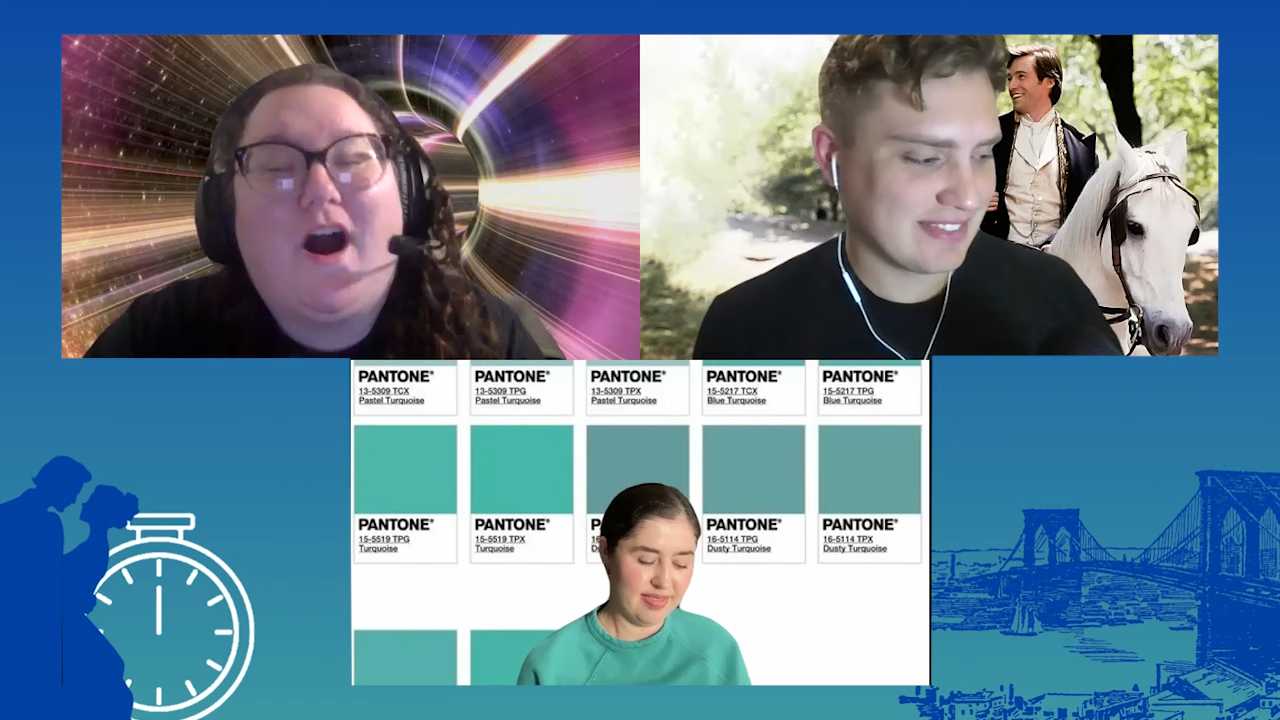 PANTONE®
13-5309 TCX
Pastel Turquoise
PANTONE®
13-5309 TPG
Pastel Turquoise
PANTONE®
13-5309 TPX
Pastel Turquoise
PANTONE®
15-5217 TCX
Blue Turquoise
PANTONE®
15-5217 TPG
Blue Turquoise
PANTONE®
15-5519 TPG
Turquoise
PANTONE®
15-5519 TPX
Turquoise
PANTONE®
16-5114 TPG
Dusty Turquoise
PANTONE®
16-5114 TPX
Dusty Turquoise